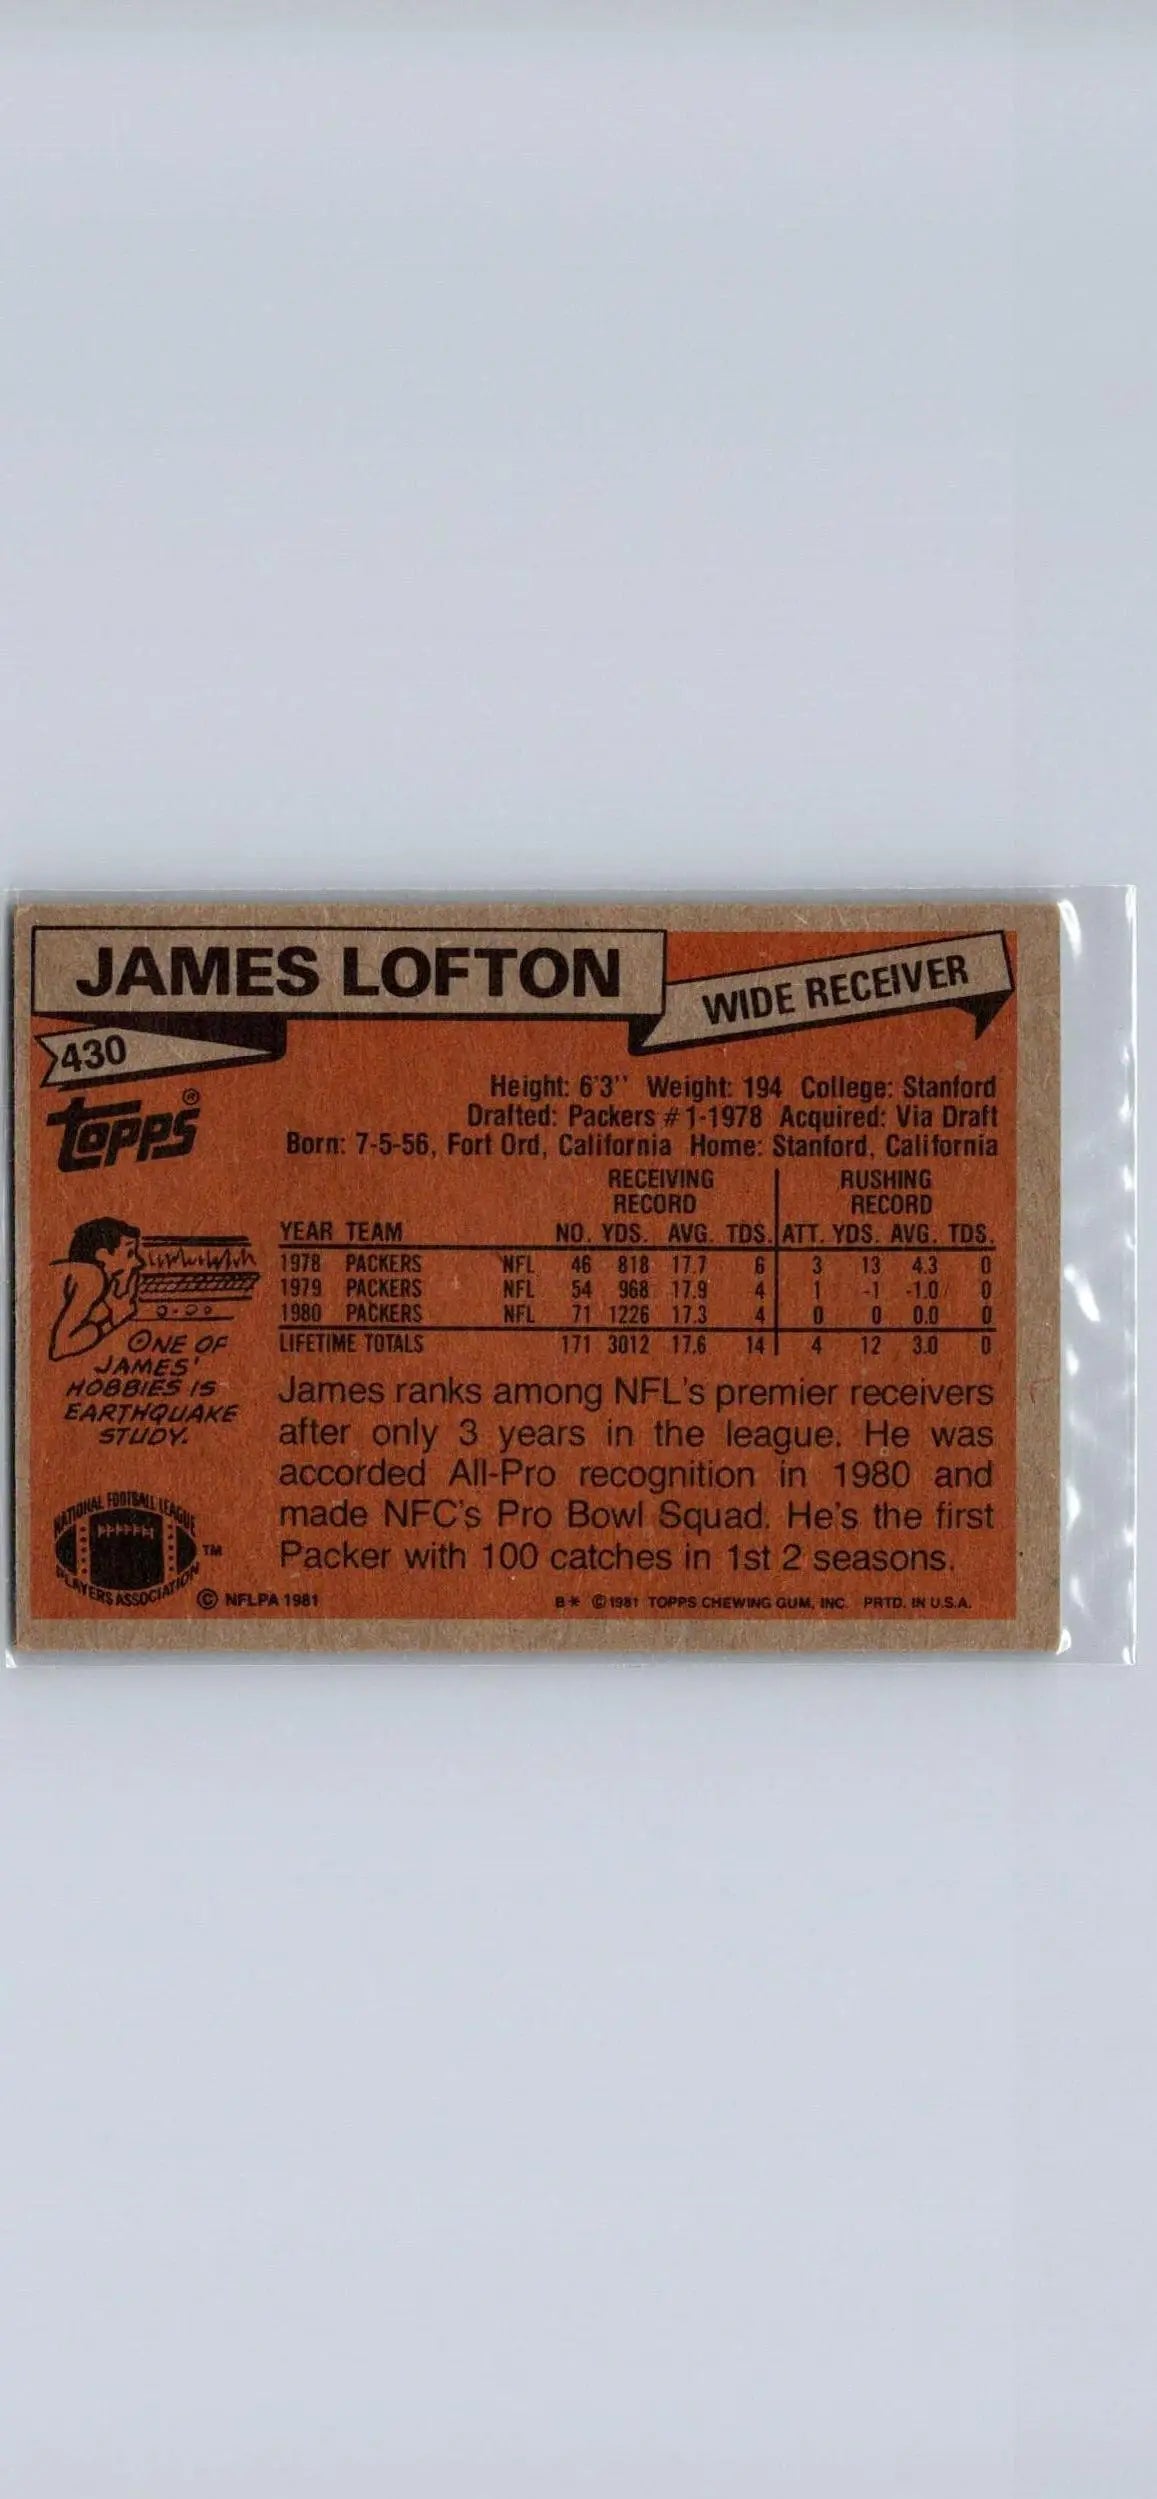 JAMES LOFTON
WIDE RECEIVER
430
TOPPS®
Height: 6'3'' Weight: 194 College: Stanford
Drafted: Packers #1-1978 Acquired: Via Draft
Born: 7-5-56, Fort Ord, California Home: Stanford, California
RECEIVING RECORD RUSHING RECORD
YEAR TEAM NO. YDS. AVG. TDS. ATT. YDS. AVG. TDS.
1978 PACKERS NFL 46 818 17.7 6 3 13 4.3 0
1979 PACKERS NFL 54 968 17.9 4 1 -1 -1.0 0
1980 PACKERS NFL 71 1226 17.3 4 0 0 0.0 0
LIFETIME TOTALS 171 3012 17.6 14 4 12 3.0 0
ONE OF
JAMES'
HOBBIES IS
EARTHQUAKE
STUDY.
James ranks among NFL's premier receivers
after only 3 years in the league. He was
accorded All-Pro recognition in 1980 and
made NFC's Pro Bowl Squad. He's the first
Packer with 100 catches in 1st 2 seasons.
NATIONAL FOOTBALL LEAGUE
PLAYERS ASSOCIATION
TM
© NFLPA 1981
B* © 1981 TOPPS CHEWING GUM, INC. PRTD. IN U.S.A.